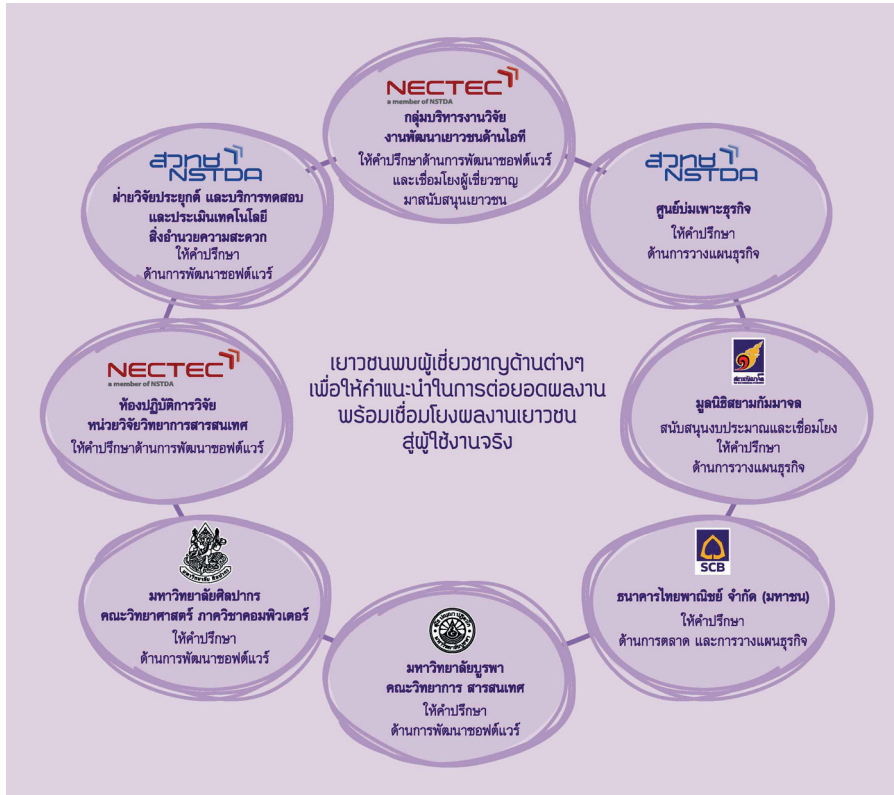 NECTEC
a member of NSTDA
กลุ่มบริหารงานวิจัย
งานพัฒนาเยาวชนด้านไอที
ให้คำปรึกษาด้านการพัฒนาซอฟต์แวร์
และเชื่อมโยงผู้เชี่ยวชาญ
มาสนับสนุนเยาวชน
สวทช
NSTDA
ศูนย์บ่มเพาะธุรกิจ
ให้คำปรึกษา
ด้านการวางแผนธุรกิจ
สยามกัมมาจล
มูลนิธิสยามกัมมาจล
สนับสนุนงบประมาณและเชื่อมโยง
ให้คำปรึกษา
ด้านการวางแผนธุรกิจ
SCB
ธนาคารไทยพาณิชย์ จำกัด (มหาชน)
ให้คำปรึกษา
ด้านการตลาด และการวางแผนธุรกิจ
มหาวิทยาลัยบูรพา
คณะวิทยาการ สารสนเทศ
ให้คำปรึกษา
ด้านการพัฒนาซอฟต์แวร์
มหาวิทยาลัยศิลปากร
มหาวิทยาลัยศิลปากร
คณะวิทยาศาสตร์ ภาควิชาคอมพิวเตอร์
ให้คำปรึกษา
ด้านการพัฒนาซอฟต์แวร์
NECTEC
a member of NSTDA
ห้องปฏิบัติการวิจัย
หน่วยวิจัยวิทยาการสารสนเทศ
ให้คำปรึกษาด้านการพัฒนาซอฟต์แวร์
สวทช
NSTDA
ฝ่ายวิจัยประยุกต์ และบริการทดสอบ
และประเมินเทคโนโลยี
สิ่งอำนวยความสะดวก
ให้คำปรึกษา
ด้านการพัฒนาซอฟต์แวร์
เยาวชนพบผู้เชี่ยวชาญด้านต่างๆ
เพื่อให้คำแนะนำในการต่อยอดผลงาน
พร้อมเชื่อมโยงผลงานเยาวชน
สู่ผู้ใช้งานจริง